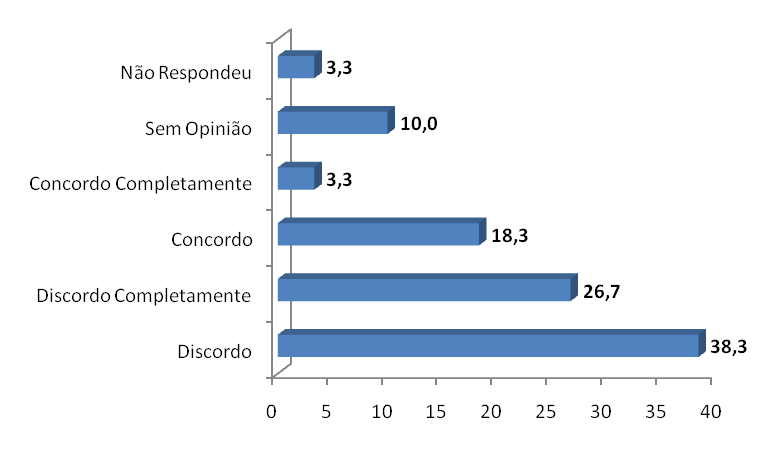 Não Respondeu 3,3
Sem Opinião 10,0
Concordo Completamente 3,3
Concordo 18,3
Discordo Completamente 26,7
Discordo 38,3
0 5 10 15 20 25 30 35 40